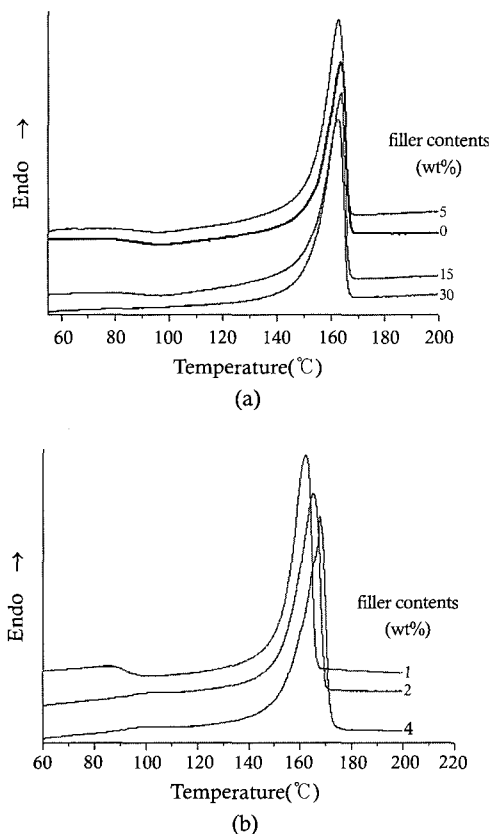 Endo →
filler contents
(wt%)
5
0
15
30
60 80 100 120 140 160 180 200
Temperature(℃)
(a)
Endo →
filler contents
(wt%)
1
2
4
60 80 100 120 140 160 180 200 220
Temperature(℃)
(b)